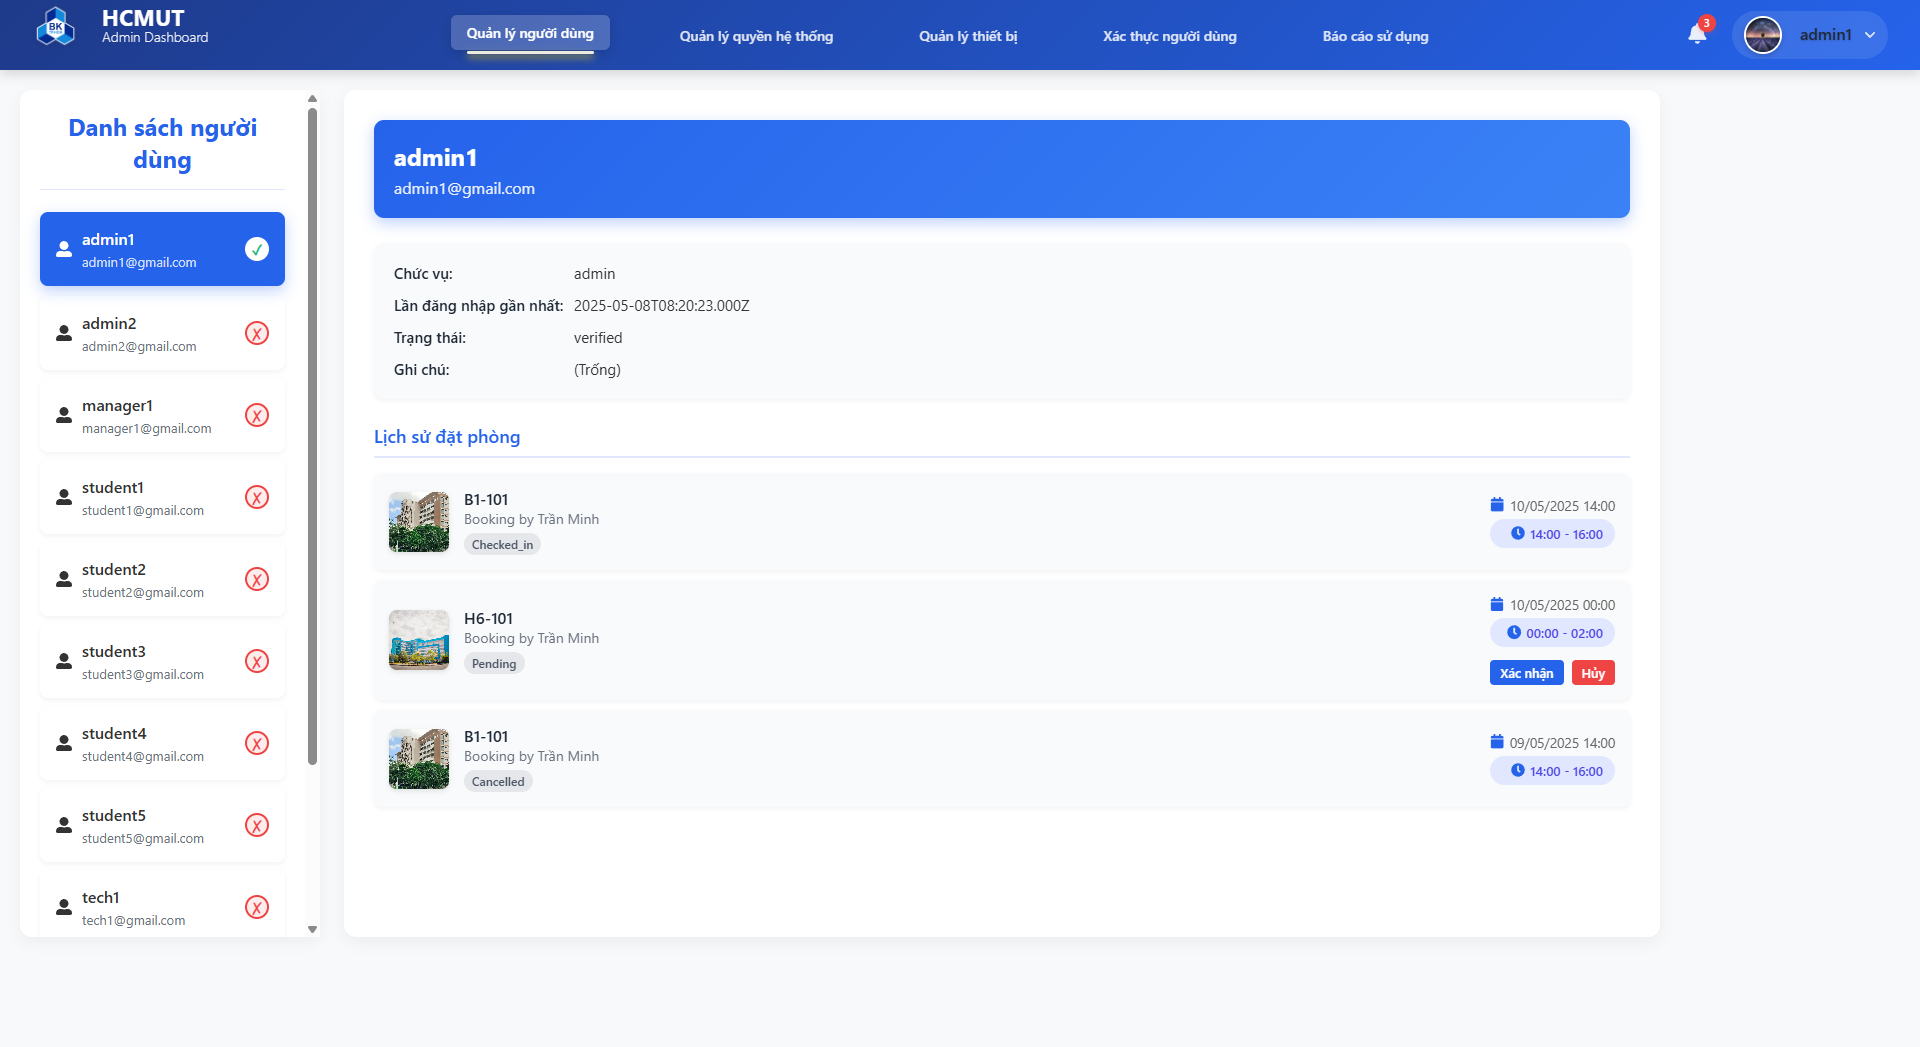 HCMUT
Admin Dashboard
Quản lý người dùng
Quản lý quyền hệ thống
Quản lý thiết bị
Xác thực người dùng
Báo cáo sử dụng
3
admin1
BK
Danh sách người
dùng
admin1
admin1@gmail.com
admin2
admin2@gmail.com
manager1
manager1@gmail.com
student1
student1@gmail.com
student2
student2@gmail.com
student3
student3@gmail.com
student4
student4@gmail.com
student5
student5@gmail.com
tech1
tech1@gmail.com
admin1
admin1@gmail.com
Chức vụ: admin
Lần đăng nhập gần nhất: 2025-05-08T08:20:23.000Z
Trạng thái: verified
Ghi chú: (Trống)
Lịch sử đặt phòng
B1-101
Booking by Trần Minh
Checked_in
10/05/2025 14:00
14:00 - 16:00
H6-101
Booking by Trần Minh
Pending
10/05/2025 00:00
00:00 - 02:00
Xác nhận Hủy
B1-101
Booking by Trần Minh
Cancelled
09/05/2025 14:00
14:00 - 16:00